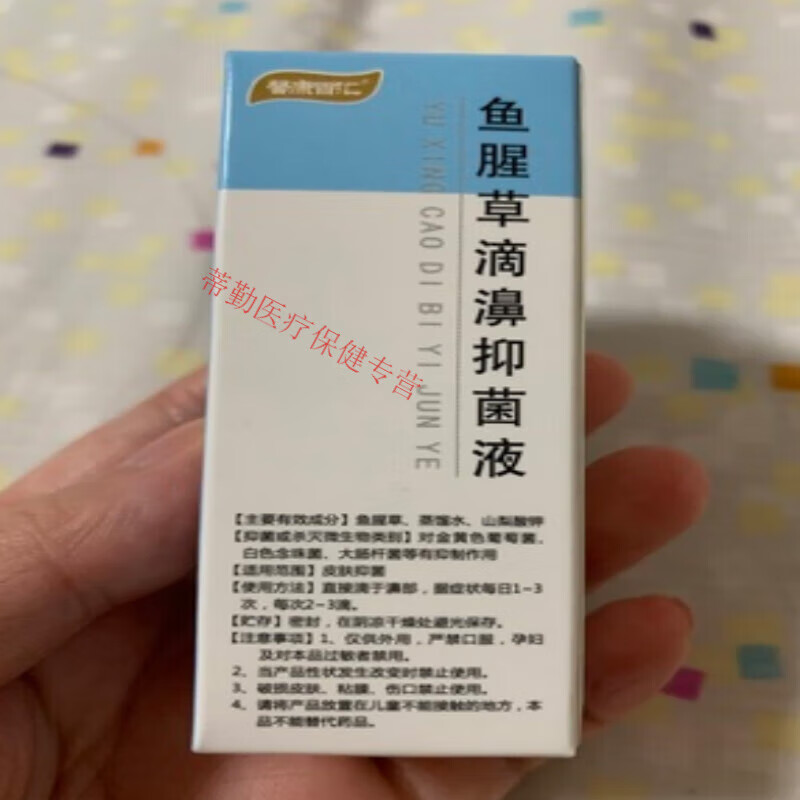 鱼腥草滴濞抑菌液
YU XING CAO DI BI YI JUN YE
蒂勤医疗保健专营
【主要有效成分】鱼腥草、蒸馏水、山梨酸钾
【抑菌或杀灭微生物类别】对金黄色葡萄菌,
白色念珠菌、大肠杆菌等有抑制作用
【适用范围】皮肤抑菌
【使用方法】直接滴于濞部,据症状每日1-3
次,每次2-3滴。
【贮存】密封,在阴凉干燥处避光保存。
【注意事项】1、仅供外用,严禁口服,孕妇
及对本品过敏者禁用。
2、当产品性状发生改变时禁止使用。
3、破损皮肤、粘膜、伤口禁止使用。
4、请将产品放置在儿童不能接触的地方,本
品不能替代药品。